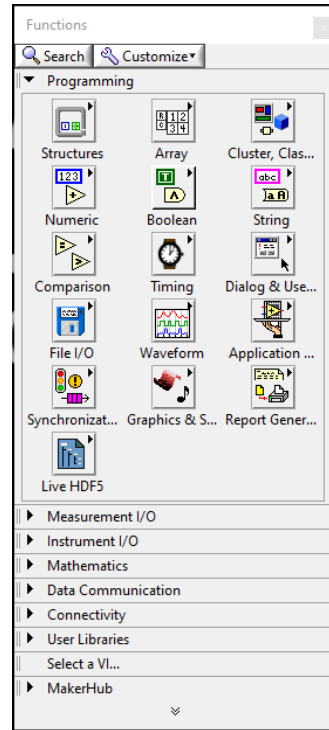 Functions
Search Customize
Programming
Structures Array Cluster, Clas...
Numeric Boolean String
Comparison Timing Dialog & Use...
File I/O Waveform Application ...
Synchronizat... Graphics & S... Report Gener...
Live HDF5
Measurement I/O
Instrument I/O
Mathematics
Data Communication
Connectivity
User Libraries
Select a VI...
MakerHub